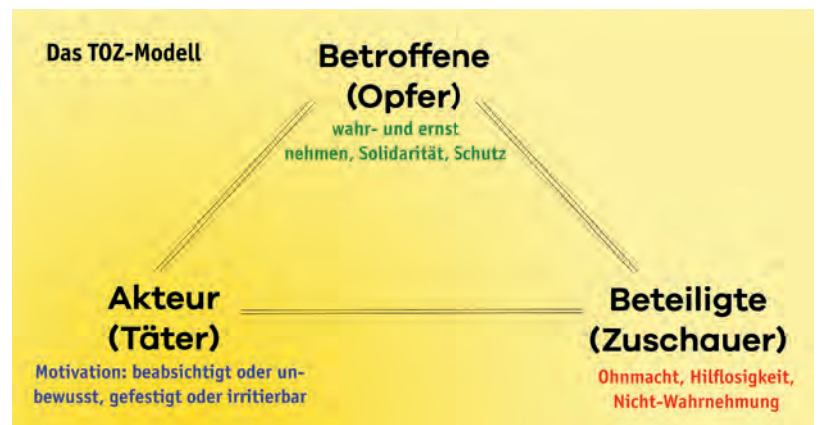 Das TOZ-Modell
Betroffene
(Opfer)
wahr- und ernst
nehmen, Solidarität, Schutz
Akteur
(Täter)
Motivation: beabsichtigt oder un-
bewusst, gefestigt oder irritierbar
Beteiligte
(Zuschauer)
Ohnmacht, Hilflosigkeit,
Nicht-Wahrnehmung